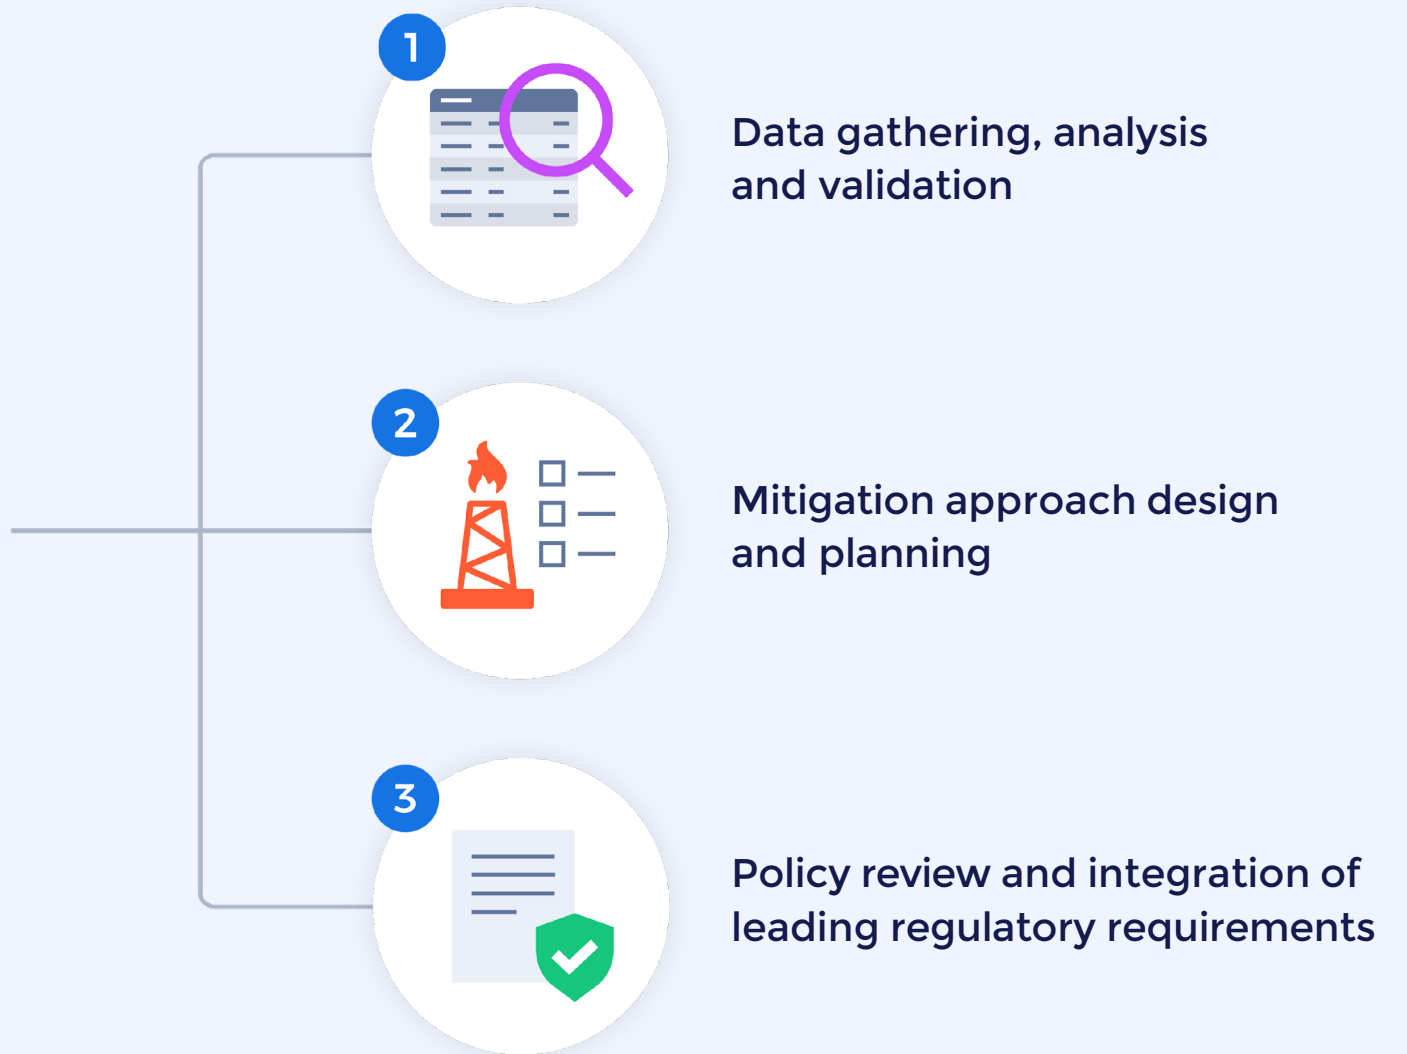 1
Data gathering, analysis
and validation
2
Mitigation approach design
and planning
3
Policy review and integration of
leading regulatory requirements